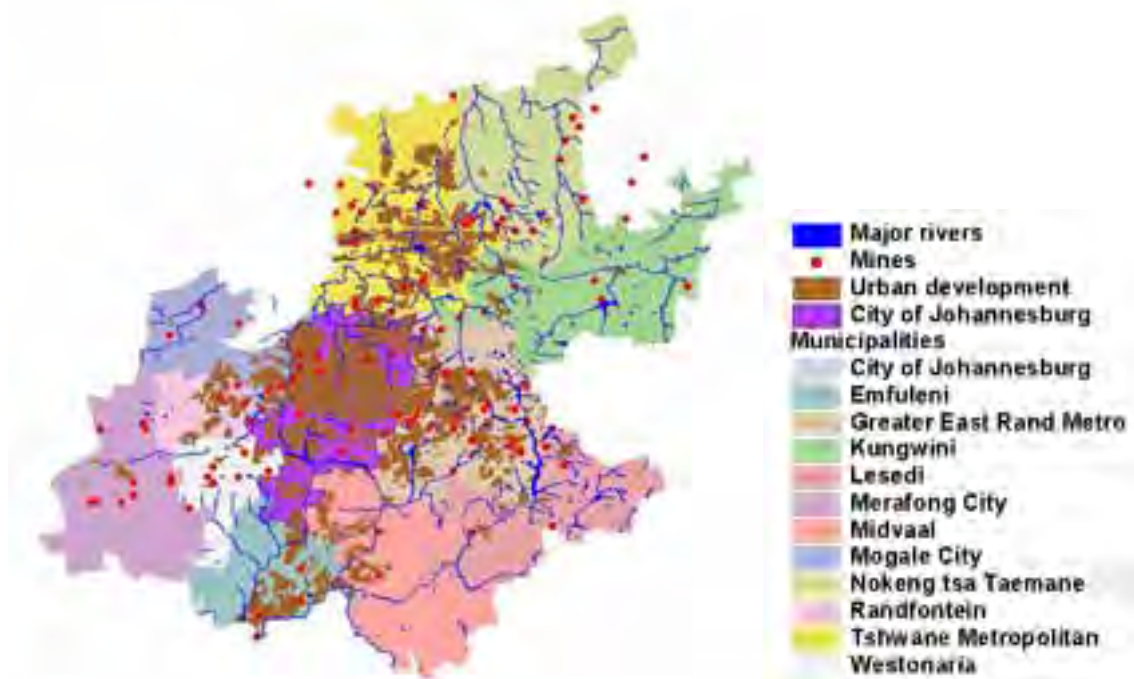 Major rivers
Mines
Urban development
City of Johannesburg
Municipalities
City of Johannesburg
Emfuleni
Greater East Rand Metro
Kungwini
Lesedi
Merafong City
Midvaal
Mogale City
Nokeng tsa Taemane
Randfontein
Tshwane Metropolitan
Westonaria